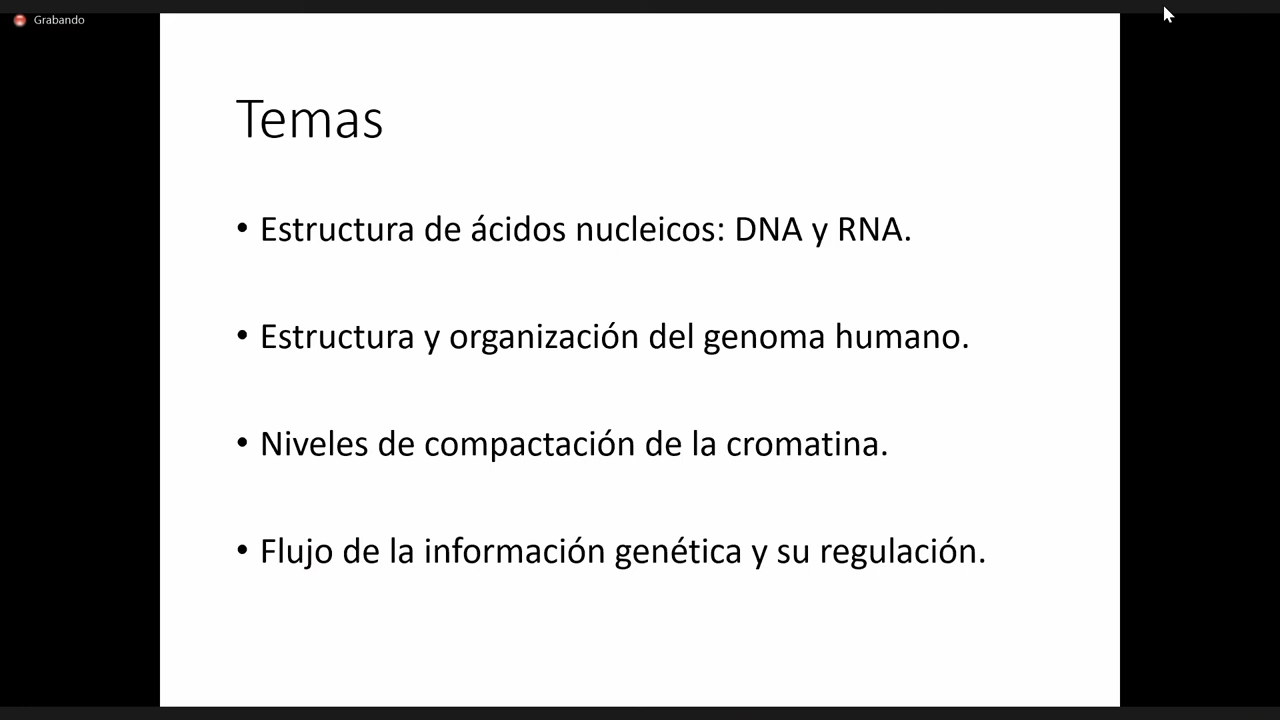 Grabando
Temas
• Estructura de ácidos nucleicos: DNA y RNA.
• Estructura y organización del genoma humano.
• Niveles de compactación de la cromatina.
• Flujo de la información genética y su regulación.